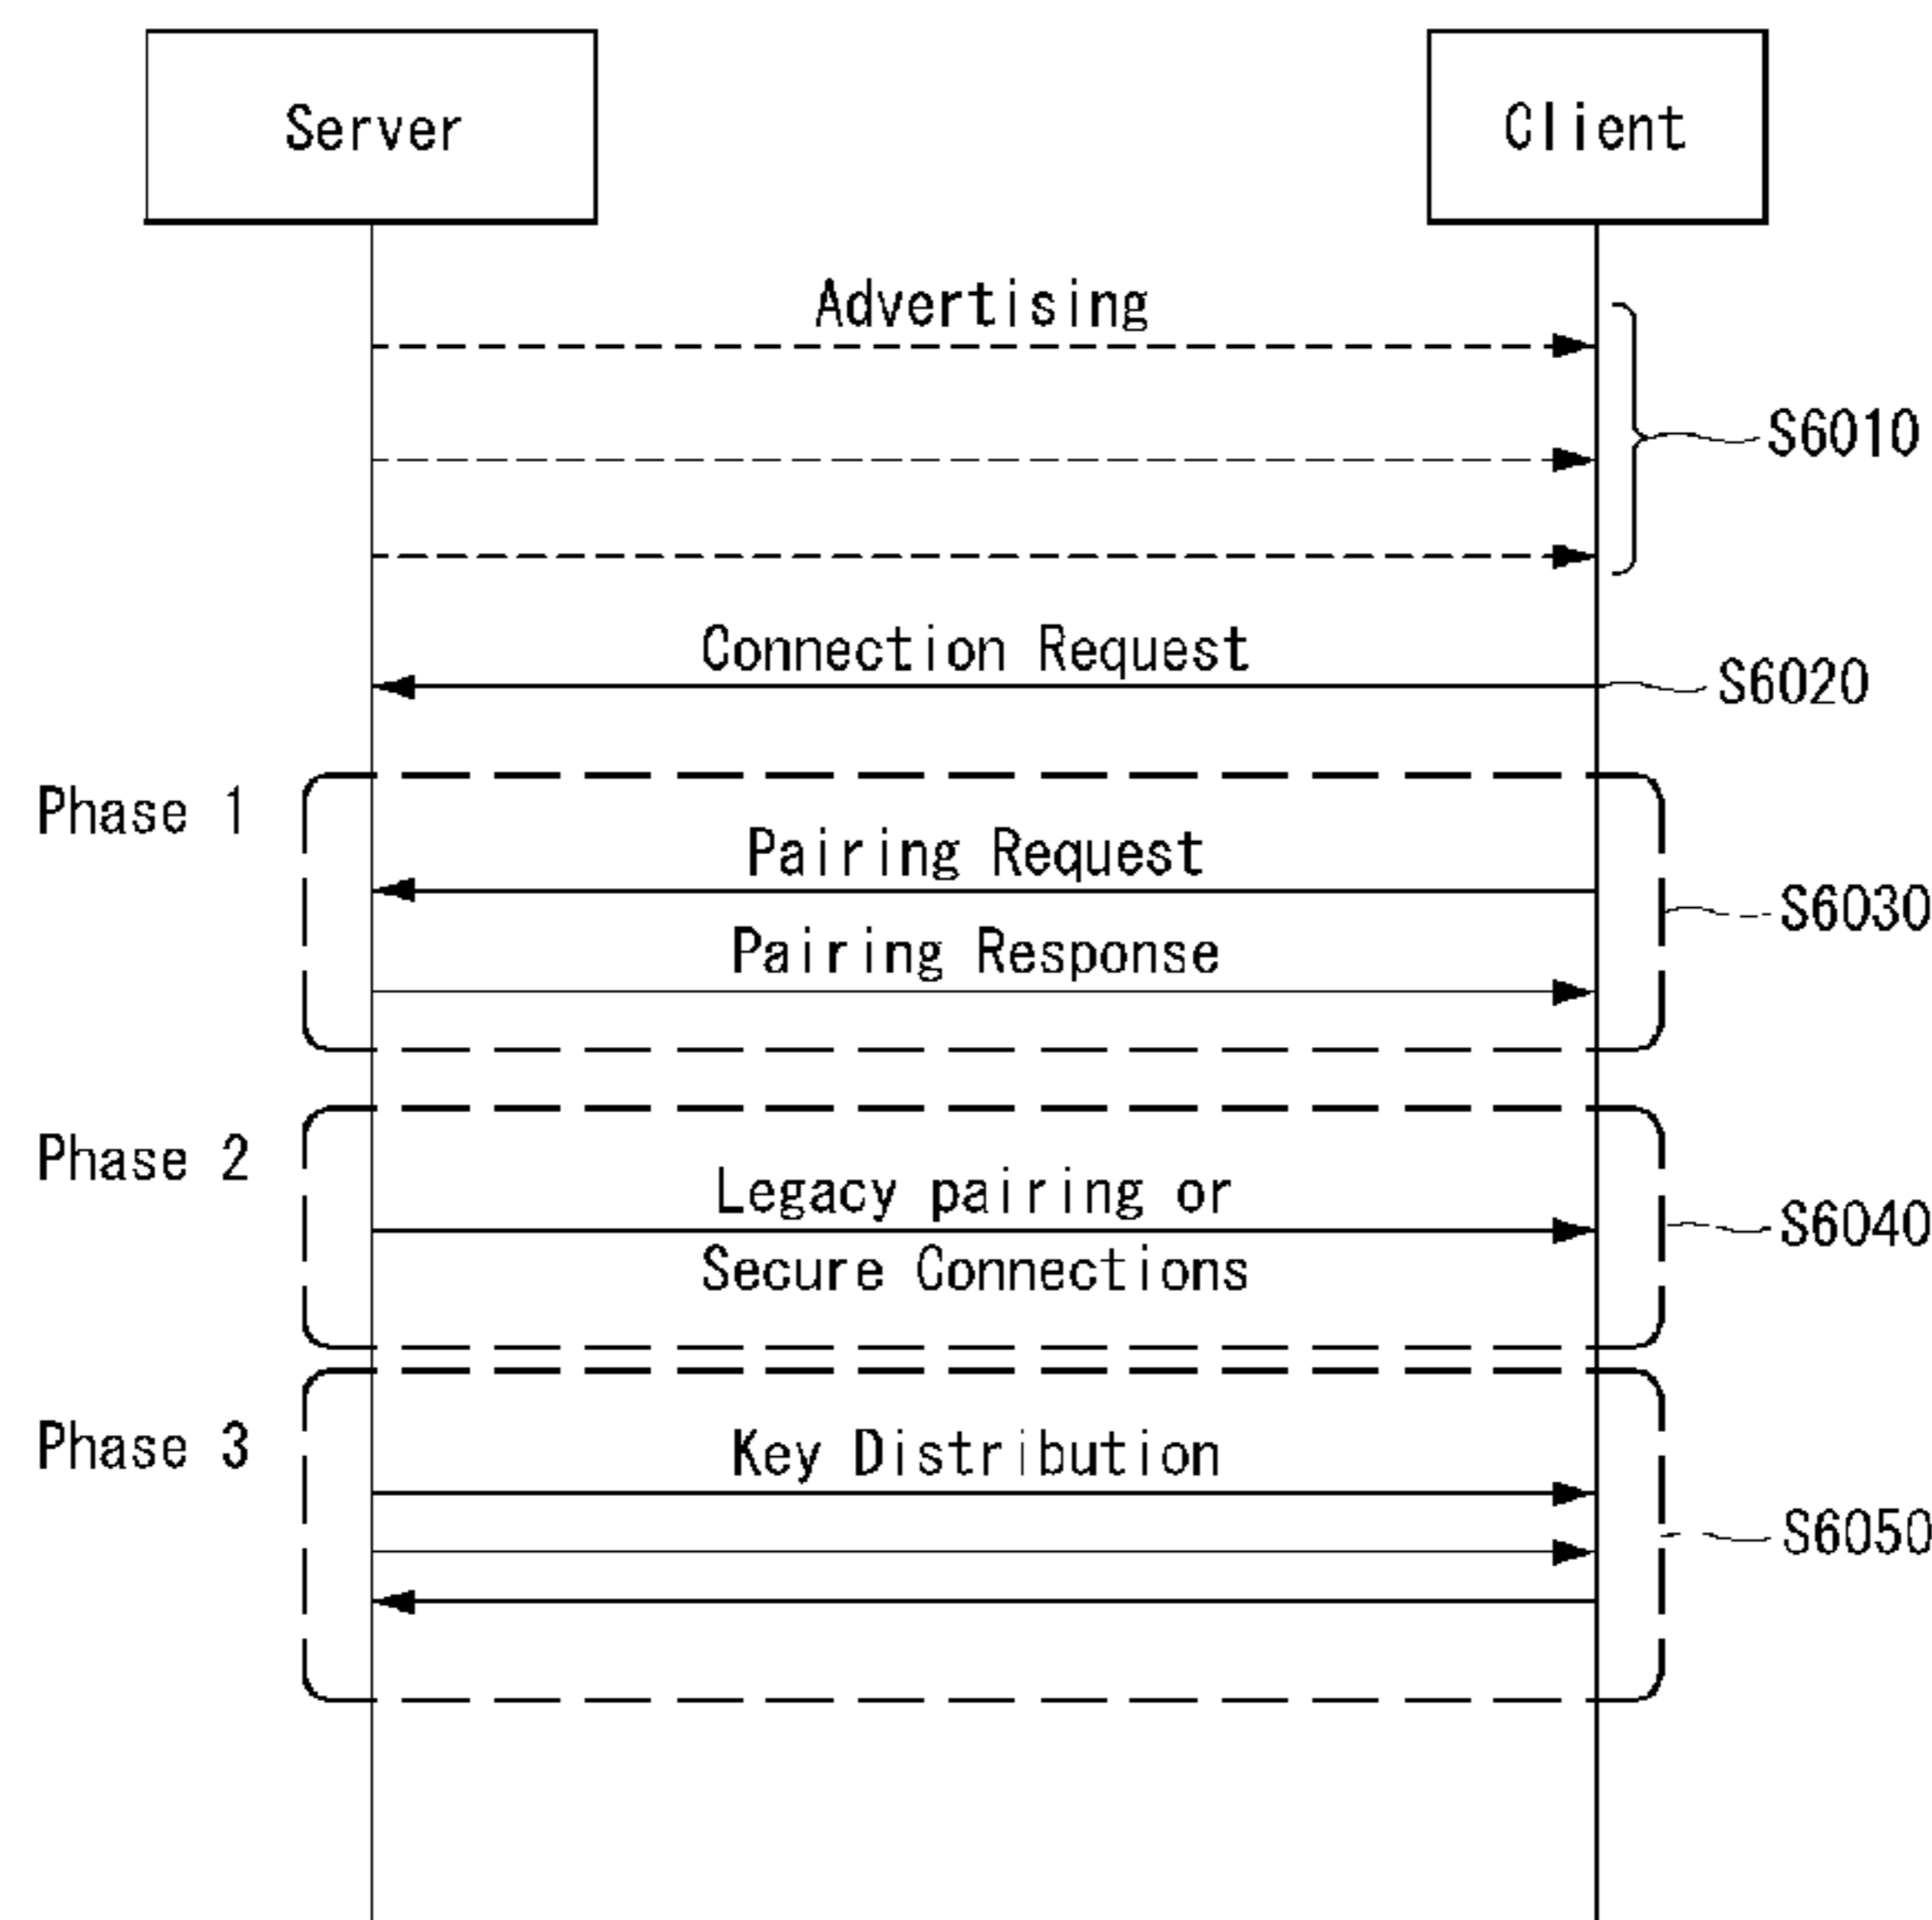 Server
Client
Advertising
S6010
Connection Request
S6020
Phase 1
Pairing Request
S6030
Pairing Response
Phase 2
Legacy pairing or
S6040
Secure Connections
Phase 3
Key Distribution
S6050